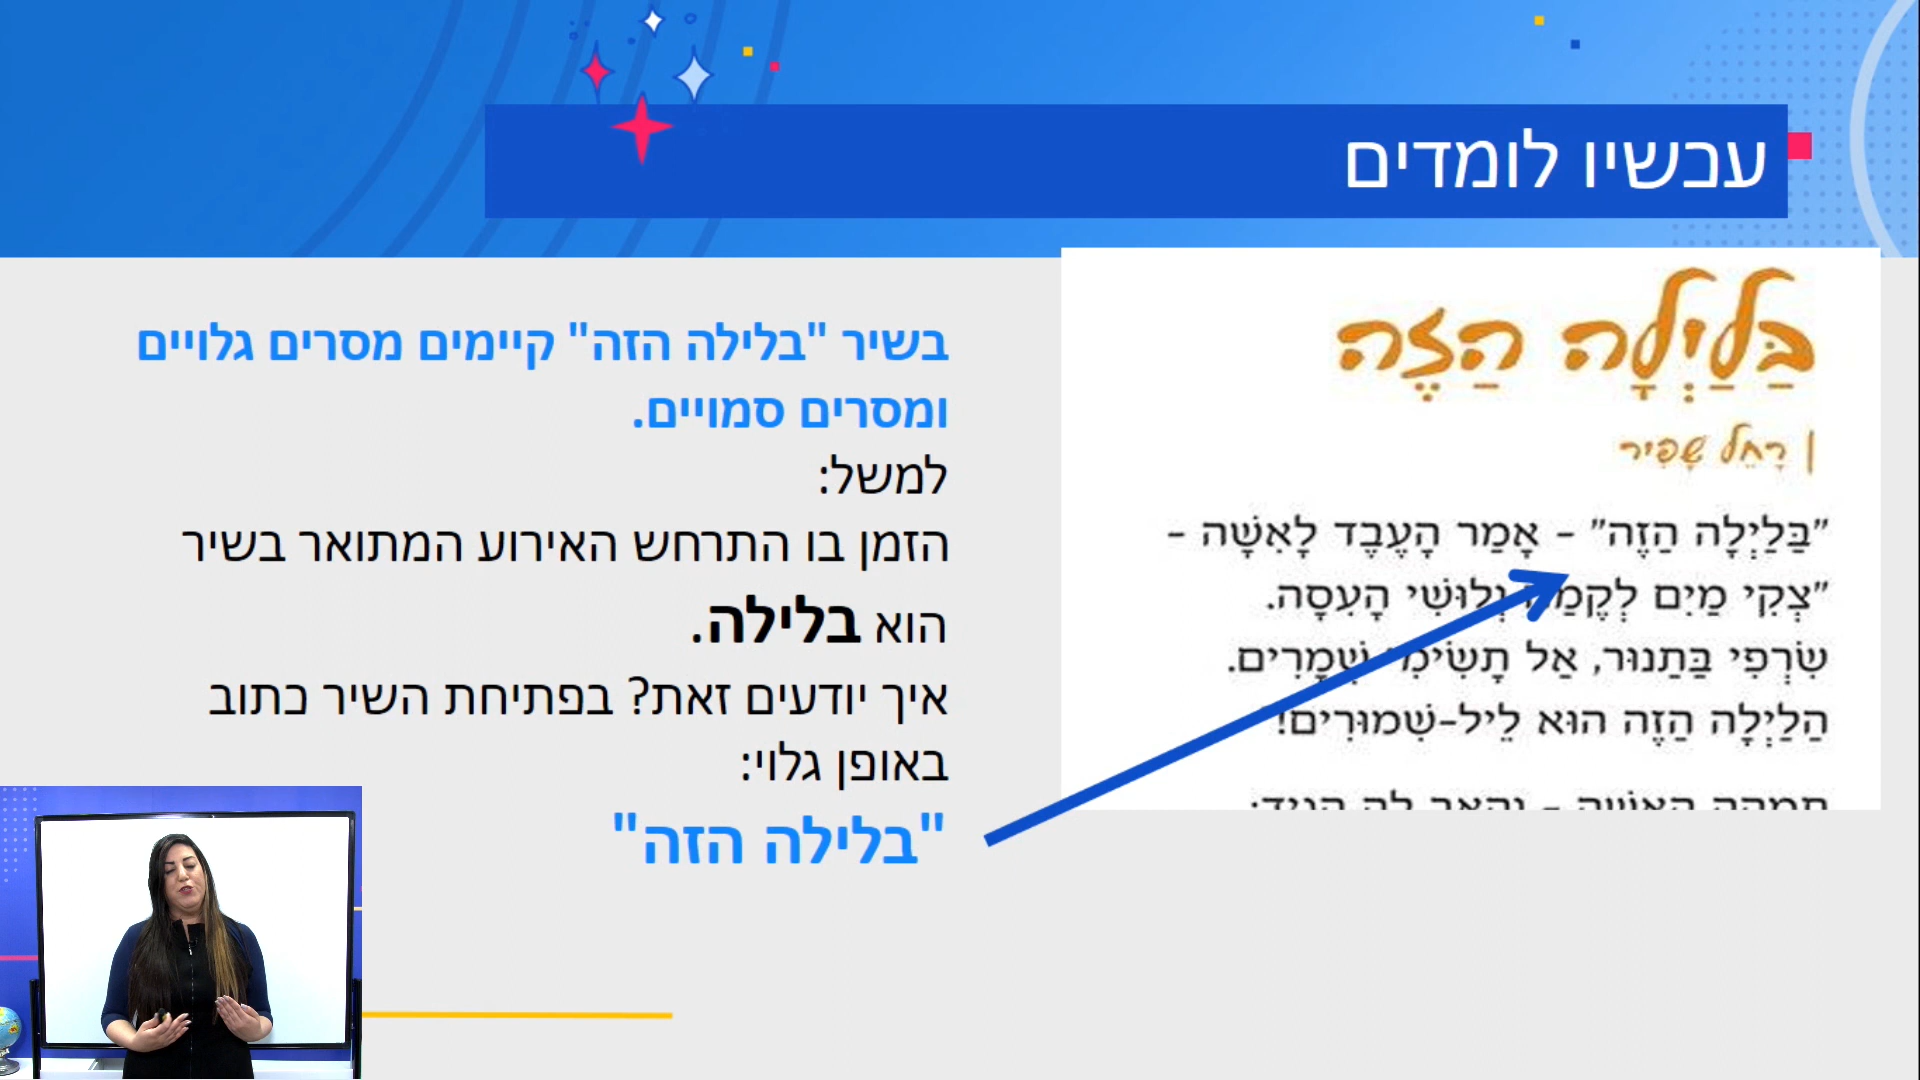 עכשיו לומדים
בַּלַּיְלָה הַזֶּה
| רָחֵל שָׁפִּיר
"בַּלַּיְלָה הַזֶּה" – אָמַר הָעֶבֶד לָאִשָּׁה –
"צְקִי מַיִם לְקֶמַח וְלוּשִׁי הָעִסָּה.
שִׂרְפִי בַּתַּנּוּר, אַל תָּשִׂימִי שְׁמָרִים.
הַלַּיְלָה הַזֶּה הוּא לֵיל-שִׁמּוּרִים!
בשיר "בלילה הזה" קיימים מסרים גלויים
ומסרים סמויים.
למשל:
הזמן בו התרחש האירוע המתואר בשיר
הוא בלילה.
איך יודעים זאת? בפתיחת השיר כתוב
באופן גלוי:
"בלילה הזה"